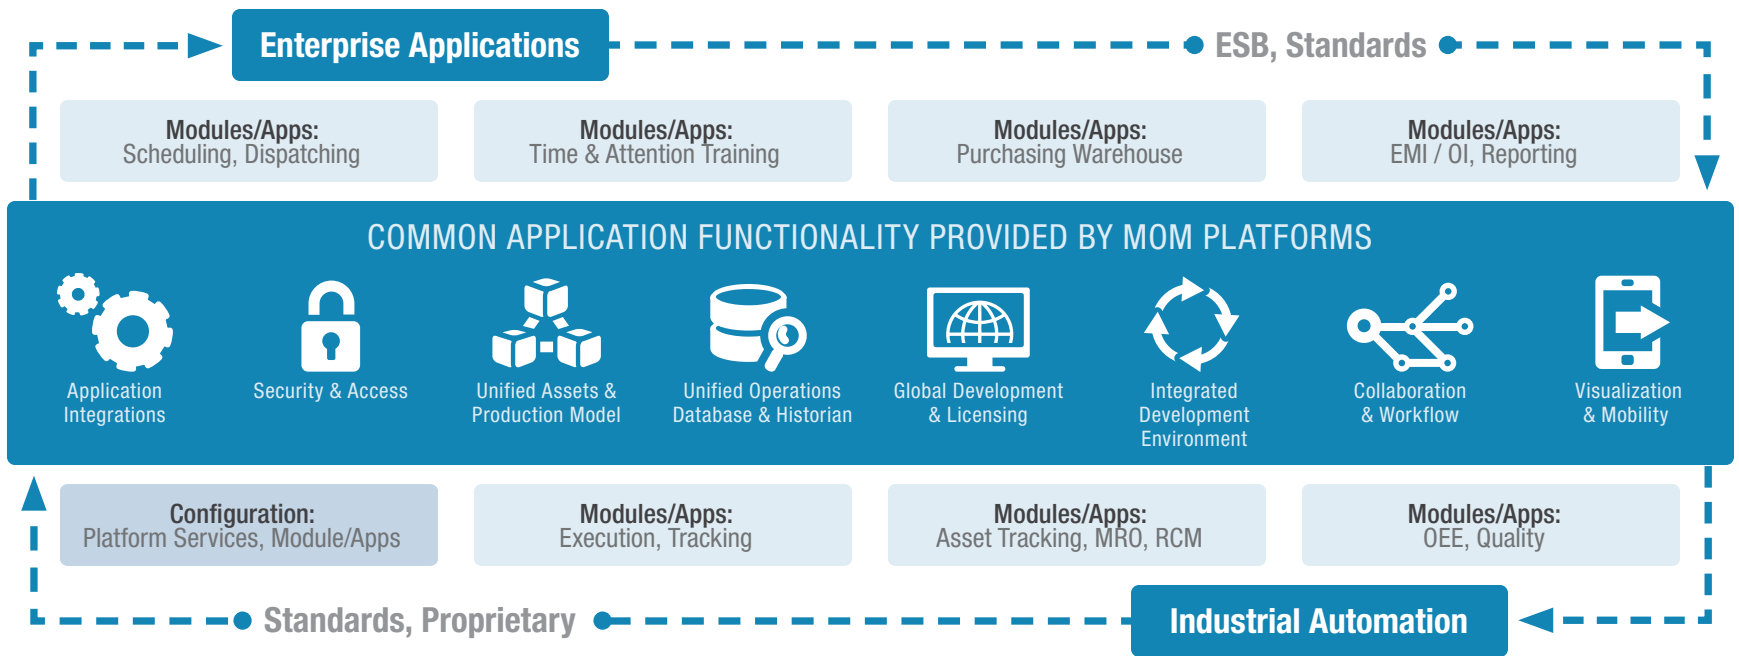 Enterprise Applications
ESB, Standards
Modules/Apps:
Scheduling, Dispatching
Modules/Apps:
Time & Attention Training
Modules/Apps:
Purchasing Warehouse
Modules/Apps:
EMI / OI, Reporting
COMMON APPLICATION FUNCTIONALITY PROVIDED BY MOM PLATFORMS
Application
Integrations
Security & Access
Unified Assets &
Production Model
Unified Operations
Database & Historian
Global Development
& Licensing
Integrated
Development
Environment
Collaboration
& Workflow
Visualization
& Mobility
Configuration:
Platform Services, Module/Apps
Modules/Apps:
Execution, Tracking
Modules/Apps:
Asset Tracking, MRO, RCM
Modules/Apps:
OEE, Quality
Standards, Proprietary
Industrial Automation